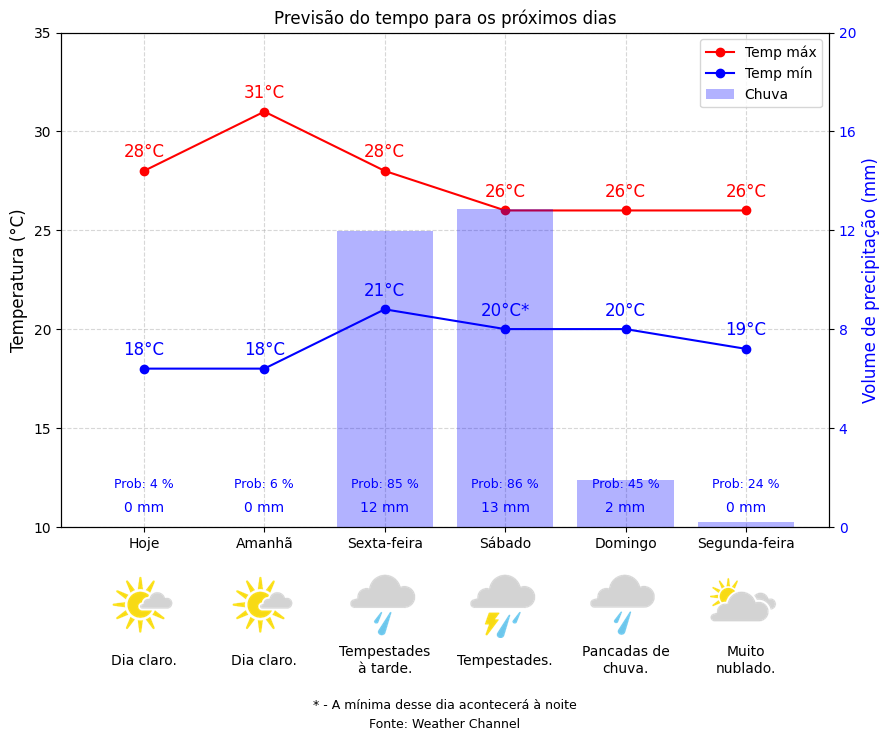 Previsão do tempo para os próximos dias
35
30
25
20
15
10
Temperatura (°C)
20
16
12
8
4
0
Volume de precipitação (mm)
Temp máx
Temp mín
Chuva
28°C
31°C
28°C
26°C
26°C
26°C
18°C
18°C
21°C
20°C*
20°C
19°C
Prob: 4 %
Prob: 6 %
Prob: 85 %
Prob: 86 %
Prob: 45 %
Prob: 24 %
0 mm
0 mm
12 mm
13 mm
2 mm
0 mm
Hoje
Amanhã
Sexta-feira
Sábado
Domingo
Segunda-feira
Dia claro.
Dia claro.
Tempestades
à tarde.
Tempestades.
Pancadas de
chuva.
Muito
nublado.
* - A mínima desse dia acontecerá à noite
Fonte: Weather Channel